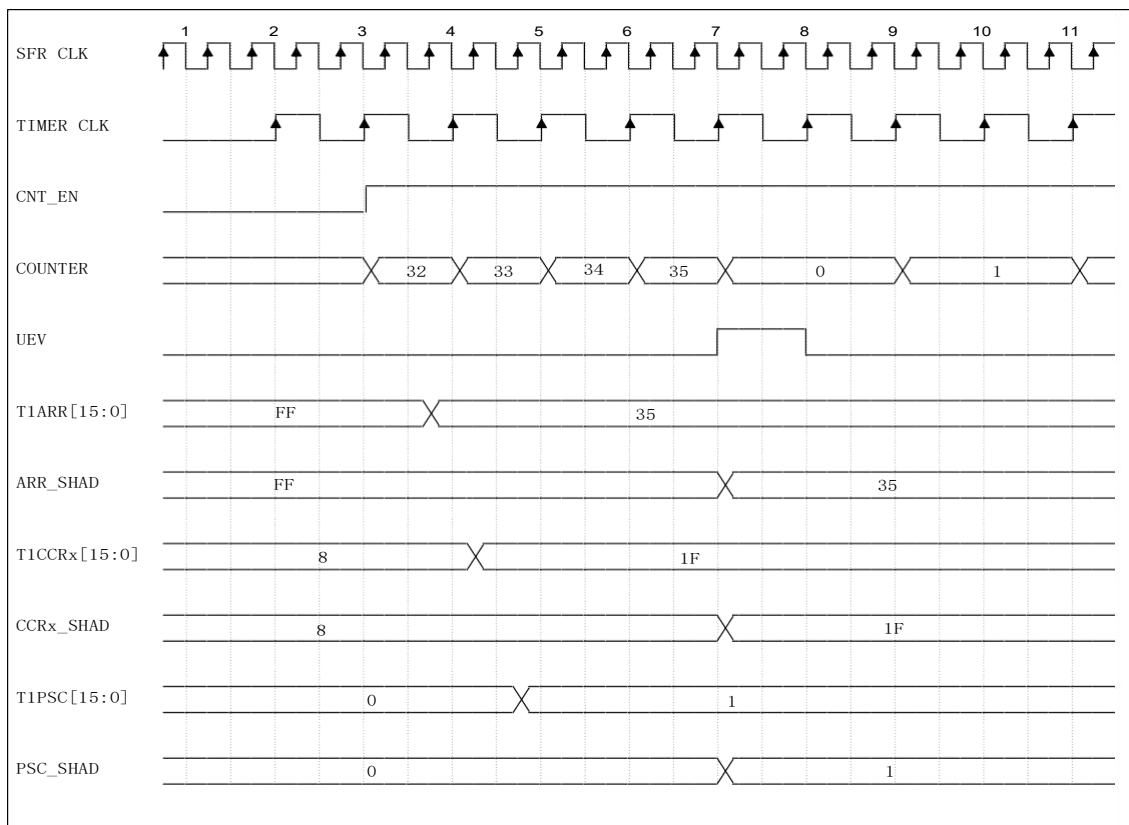 1 2 3 4 5 6 7 8 9 10 11
SFR CLK
TIMER CLK
CNT_EN
COUNTER 32 33 34 35 0 1
UEV
T1ARR[15:0] FF 35
ARR_SHAD FF 35
T1CCRx[15:0] 8 1F
CCRx_SHAD 8 1F
T1PSC[15:0] 0 1
PSC_SHAD 0 1